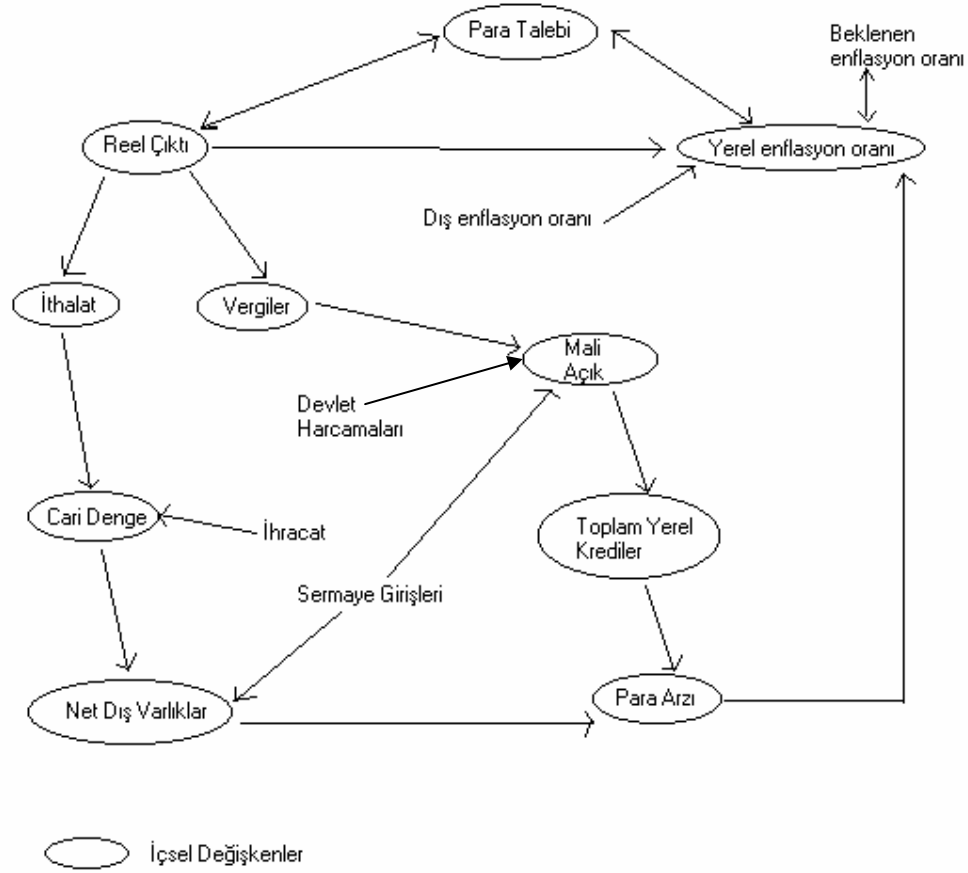 Para Talebi
Beklenen
enflasyon oranı
Reel Çıktı
Yerel enflasyon oranı
Dış enflasyon oranı
İthalat
Vergiler
Mali
Açık
Devlet
Harcamaları
Cari Denge
İhracat
Toplam Yerel
Krediler
Sermaye Girişleri
Net Dış Varlıklar
Para Arzı
İçsel Değişkenler